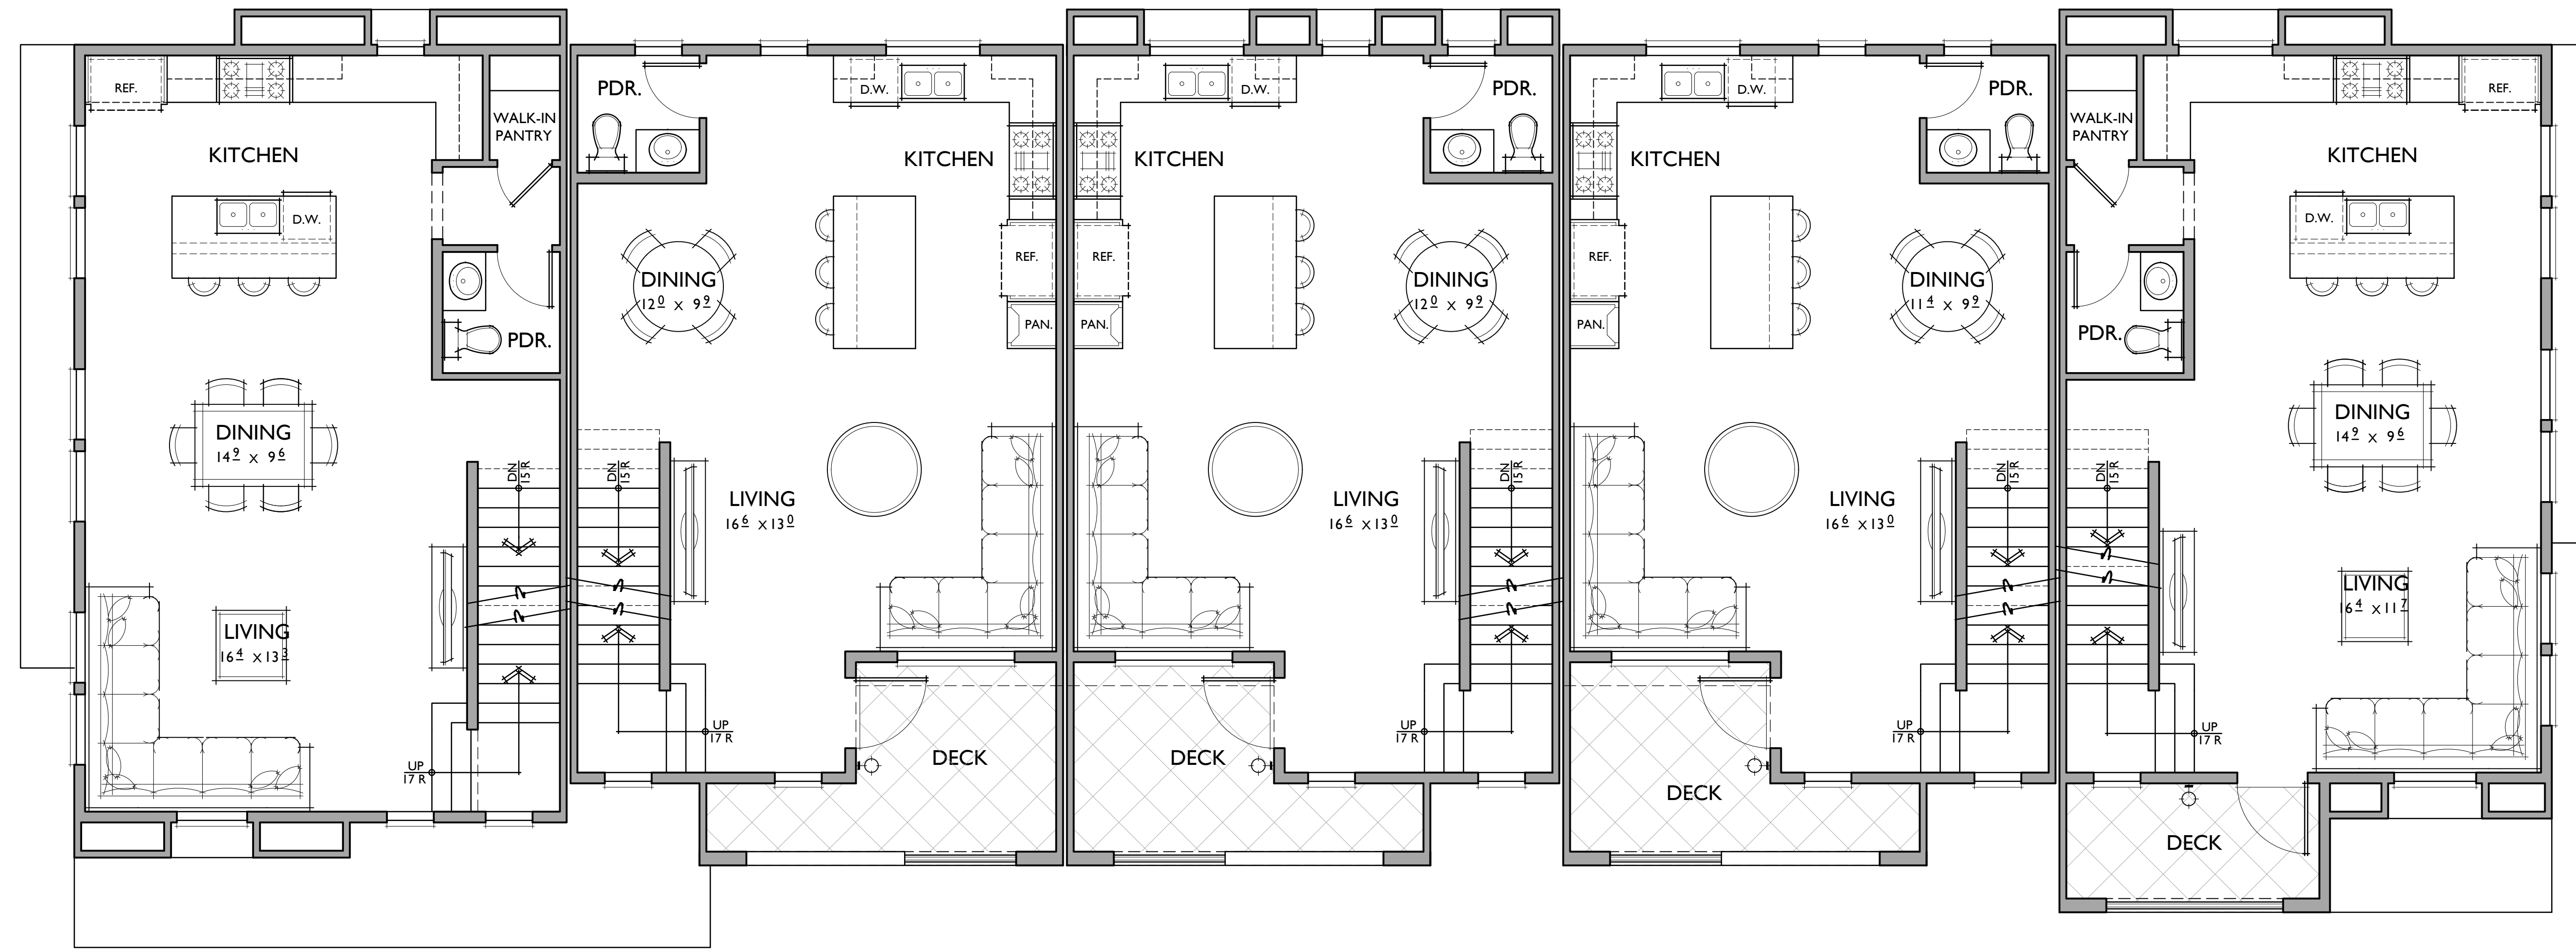 REF.
WALK-IN
PANTRY
KITCHEN
D.W.
PDR.
DINING
14⁹ X 9⁶
DN
15 R
LIVING
16⁴ X 13³
UP
17 R
PDR.
D.W.
KITCHEN
REF.
DINING
12⁰ X 9⁹
PAN.
DN
15 R
LIVING
16⁶ X 13⁰
UP
17 R
DECK
D.W.
PDR.
KITCHEN
REF.
DINING
12⁰ X 9⁹
PAN.
DN
15 R
LIVING
16⁶ X 13⁰
UP
17 R
DECK
D.W.
PDR.
KITCHEN
REF.
DINING
11⁴ X 9⁹
PAN.
DN
15 R
LIVING
16⁶ X 13⁰
UP
17 R
DECK
REF.
WALK-IN
PANTRY
KITCHEN
D.W.
PDR.
DINING
14⁹ X 9⁶
DN
15 R
LIVING
16⁴ X 11⁷
UP
17 R
DECK